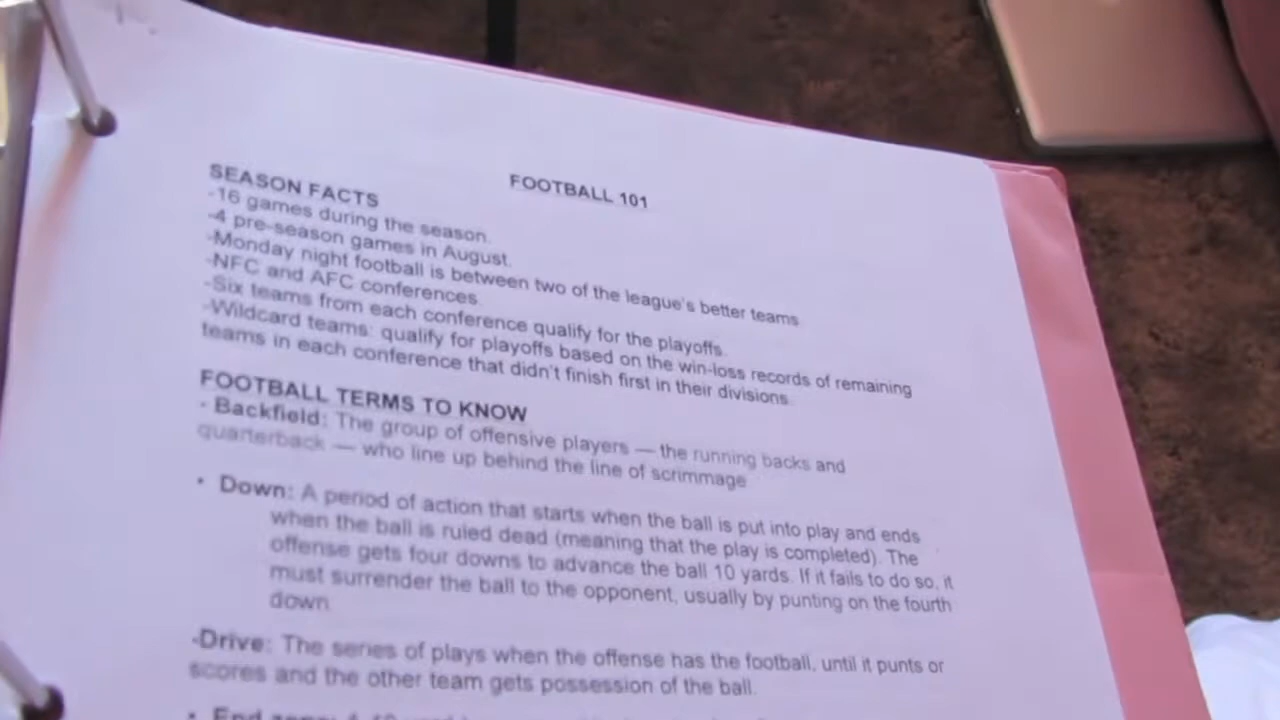 FOOTBALL 101
SEASON FACTS
-16 games during the season.
-4 pre-season games in August.
-Monday night football is between two of the league's better teams
-NFC and AFC conferences.
-Six teams from each conference qualify for the playoffs.
-Wildcard teams: qualify for playoffs based on the win-loss records of remaining
teams in each conference that didn't finish first in their divisions.
FOOTBALL TERMS TO KNOW
- Backfield: The group of offensive players — the running backs and
quarterback — who line up behind the line of scrimmage
• Down: A period of action that starts when the ball is put into play and ends
when the ball is ruled dead (meaning that the play is completed). The
offense gets four downs to advance the ball 10 yards. If it fails to do so, it
must surrender the ball to the opponent, usually by punting on the fourth
down.
-Drive: The series of plays when the offense has the football, until it punts or
scores and the other team gets possession of the ball.
• End zone: A 10